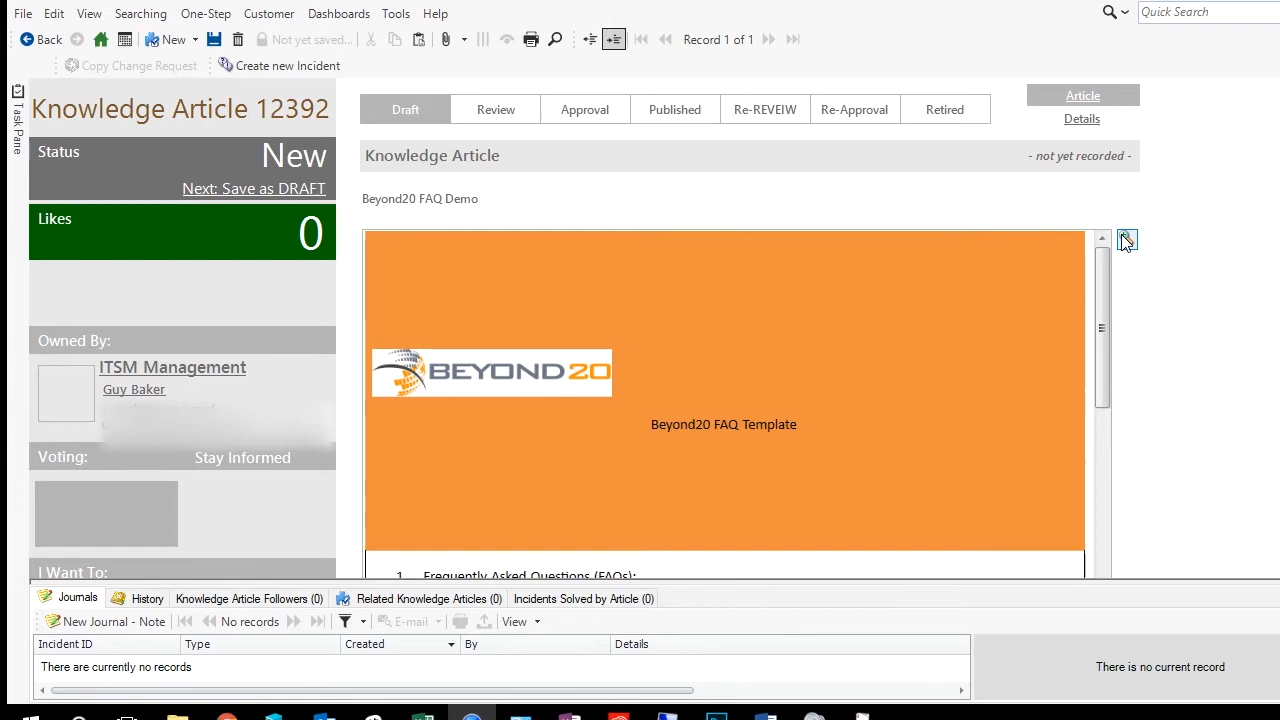 File Edit View Searching One-Step Customer Dashboards Tools Help Quick Search
Back New Not yet saved... Record 1 of 1
Copy Change Request Create new Incident
Task Pane
Knowledge Article 12392
Status New
Next: Save as DRAFT
Likes 0
Owned By:
ITSM Management
Guy Baker
Voting: Stay Informed
I Want To:
Draft Review Approval Published Re-REVEIW Re-Approval Retired
Article
Details
Knowledge Article - not yet recorded -
Beyond20 FAQ Demo
BEYOND20
Beyond20 FAQ Template
1. Frequently Asked Questions (FAQs):
Journals History Knowledge Article Followers (0) Related Knowledge Articles (0) Incidents Solved by Article (0)
New Journal - Note No records E-mail View
Incident ID Type Created By Details
There are currently no records
There is no current record